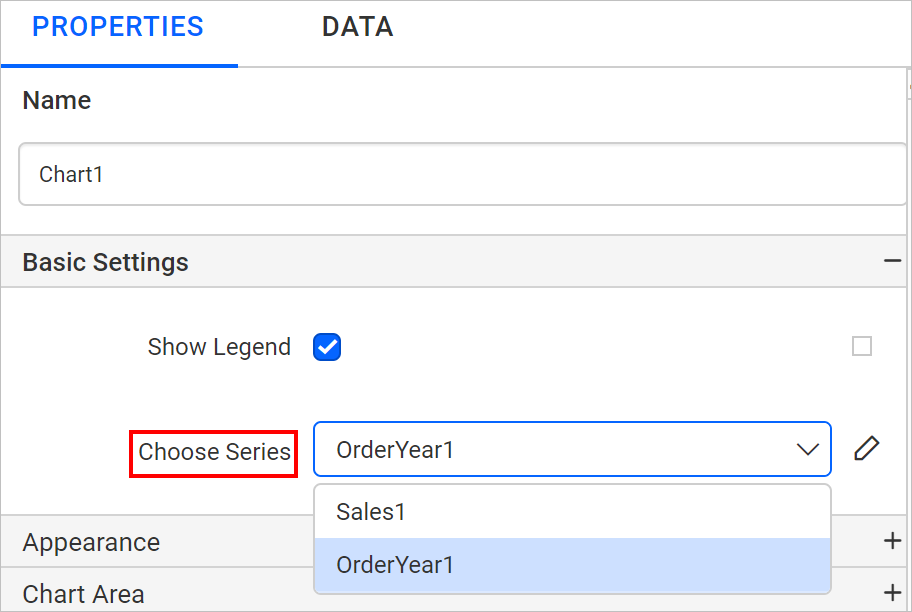 PROPERTIES DATA
Name
Chart1
Basic Settings
Show Legend
Choose Series OrderYear1
Sales1
Appearance
OrderYear1
Chart Area